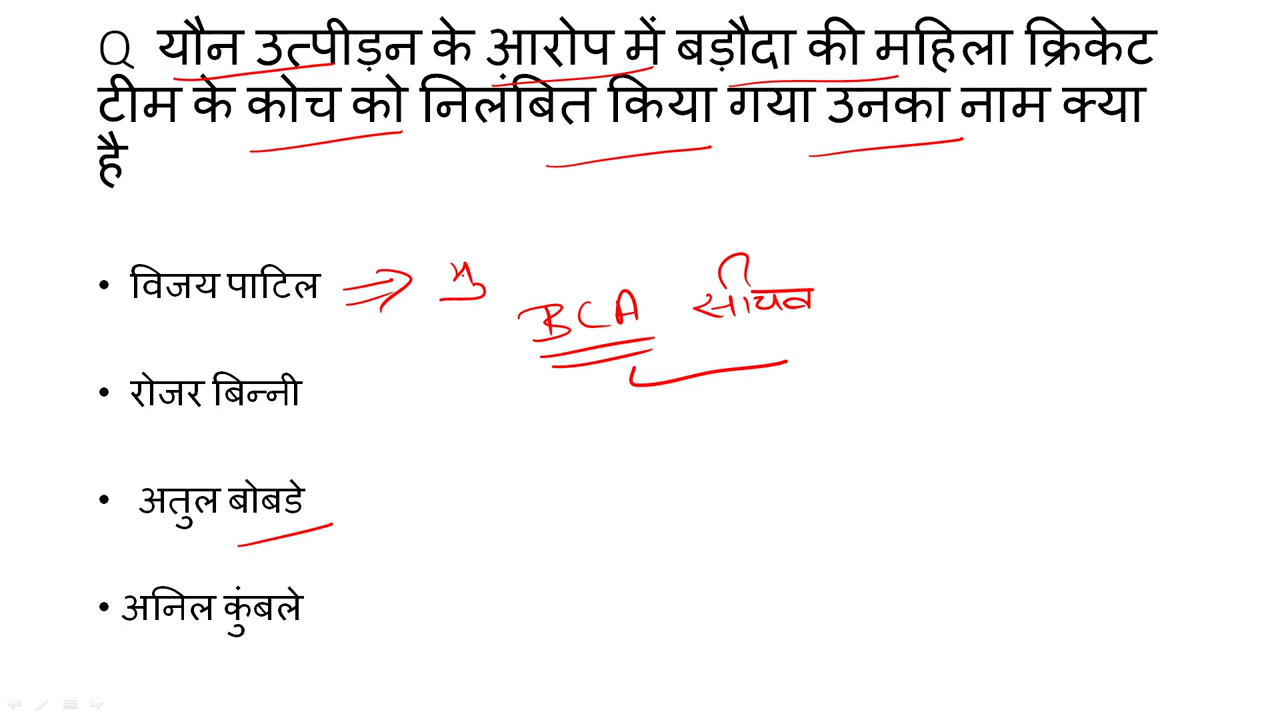 Q यौन उत्पीड़न के आरोप में बड़ौदा की महिला क्रिकेट
टीम के कोच को निलंबित किया गया उनका नाम क्या
है
• विजय पाटिल
BCA सचिव
• रोजर बिन्नी
• अतुल बोबडे
• अनिल कुंबले